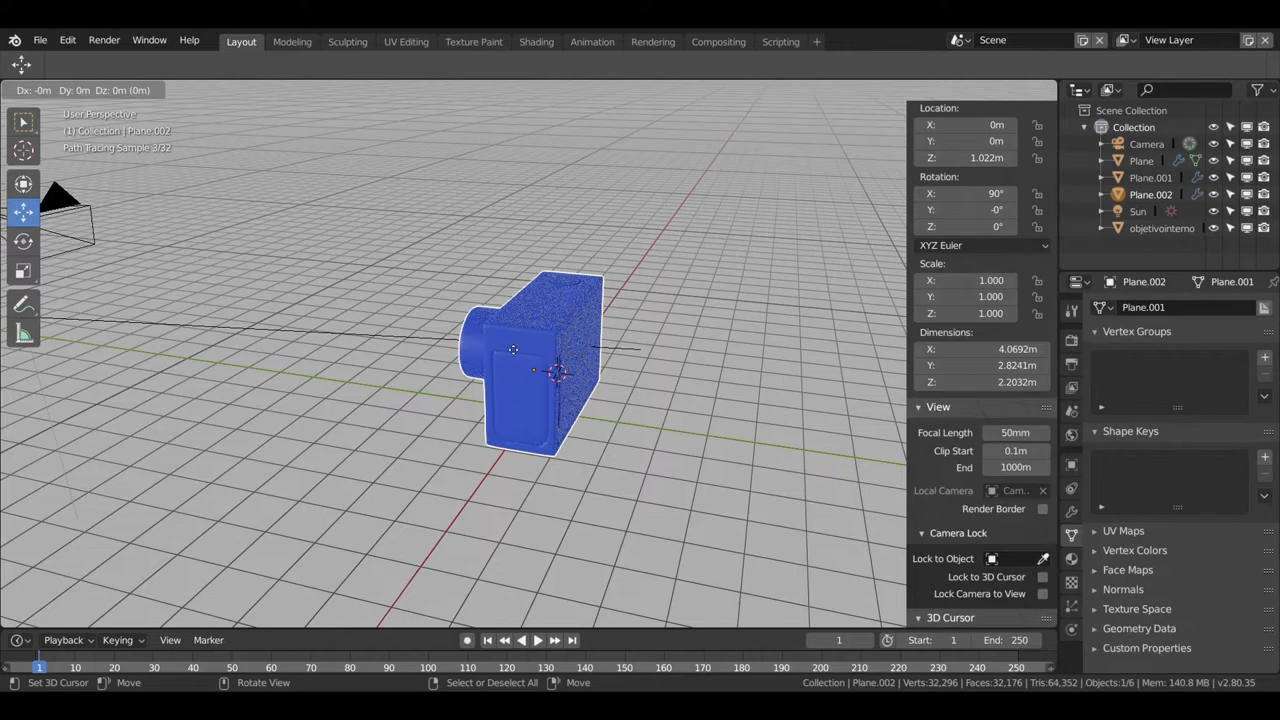 File Edit Render Window Help Layout Modeling Sculpting UV Editing Texture Paint Shading Animation Rendering Compositing Scripting + Scene View Layer
Dx: -0m Dy: 0m Dz: 0m (0m)
User Perspective
(1) Collection | Plane.002
Path Tracing Sample 3/32
Location:
X: 0m
Y: 0m
Z: 1.022m
Rotation:
X: 90°
Y: -0°
Z: 0°
XYZ Euler
Scale:
X: 1.000
Y: 1.000
Z: 1.000
Dimensions:
X: 4.0692m
Y: 2.8241m
Z: 2.2032m
View
Focal Length 50mm
Clip Start 0.1m
End 1000m
Local Camera Cam..
Render Border
Camera Lock
Lock to Object
Lock to 3D Cursor
Lock Camera to View
3D Cursor
Scene Collection
Collection
Camera
Plane
Plane.001
Plane.002
Sun
objetivointerno
Plane.002 Plane.001
Plane.001
Vertex Groups
Shape Keys
UV Maps
Vertex Colors
Face Maps
Normals
Texture Space
Geometry Data
Custom Properties
Playback Keying View Marker 1 Start: 1 End: 250
1 10 20 30 40 50 60 70 80 90 100 110 120 130 140 150 160 170 180 190 200 210 220 230 240 250
Set 3D Cursor Move Rotate View Select or Deselect All Move Collection | Plane.002 | Verts:32,296 | Faces:32,176 | Tris:64,352 | Objects:1/6 | Mem: 140.8 MB | v2.80.35